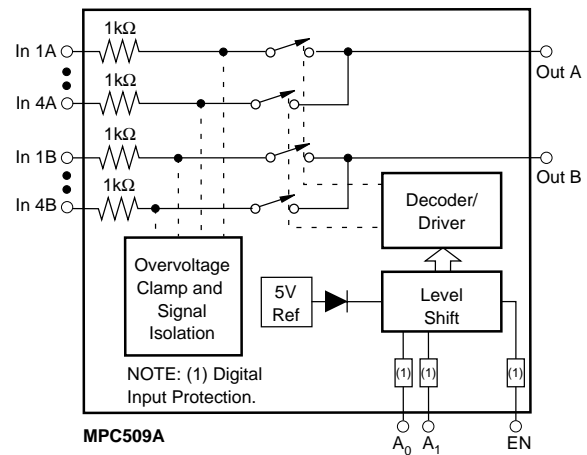 1kΩ
In 1A
Out A
1kΩ
In 4A
1kΩ
In 1B
Out B
1kΩ
In 4B
Decoder/
Driver
Overvoltage
Clamp and
Signal
Isolation
5V
Ref
Level
Shift
NOTE: (1) Digital
Input Protection.
(1) (1) (1)
MPC509A
A0 A1 EN